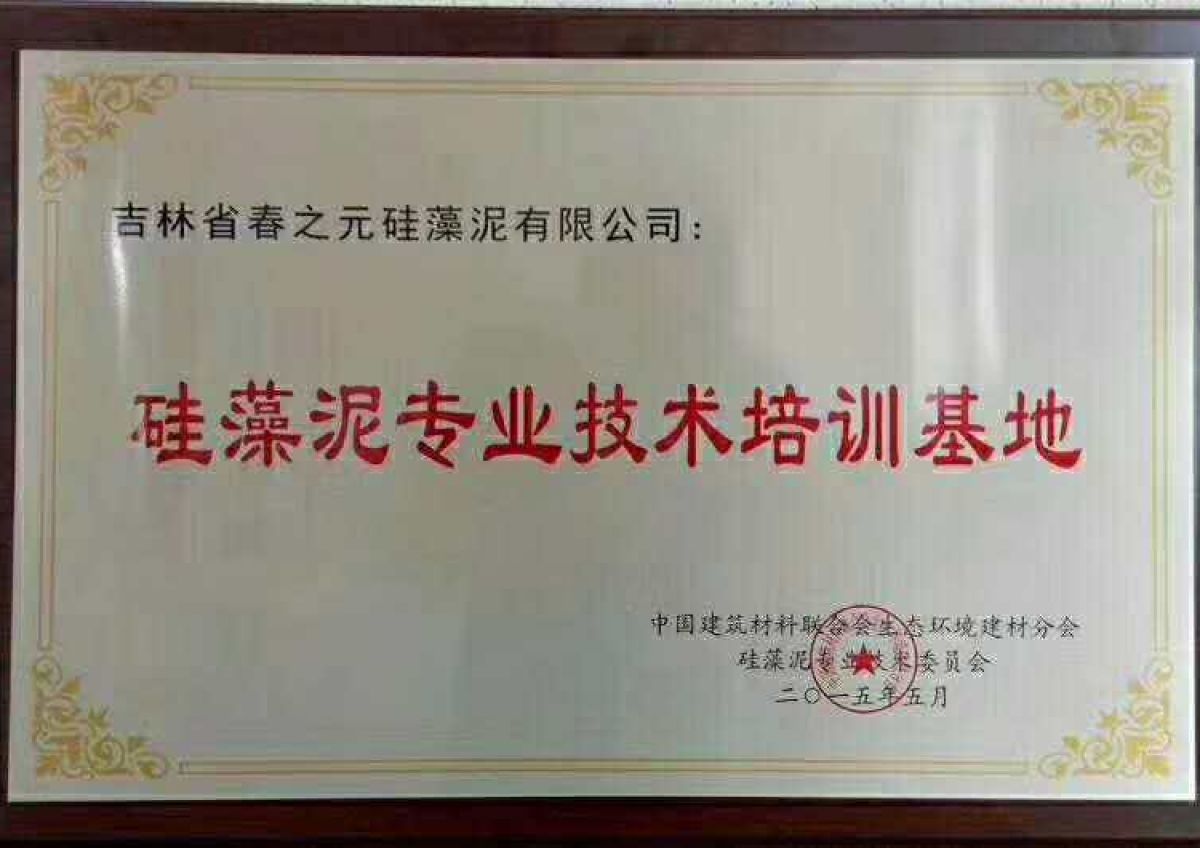 吉林省春之元硅藻泥有限公司：
硅藻泥专业技术培训基地
中国建筑材料联合会生态环境建材分会
硅藻泥专业技术委员会
二〇一五年五月